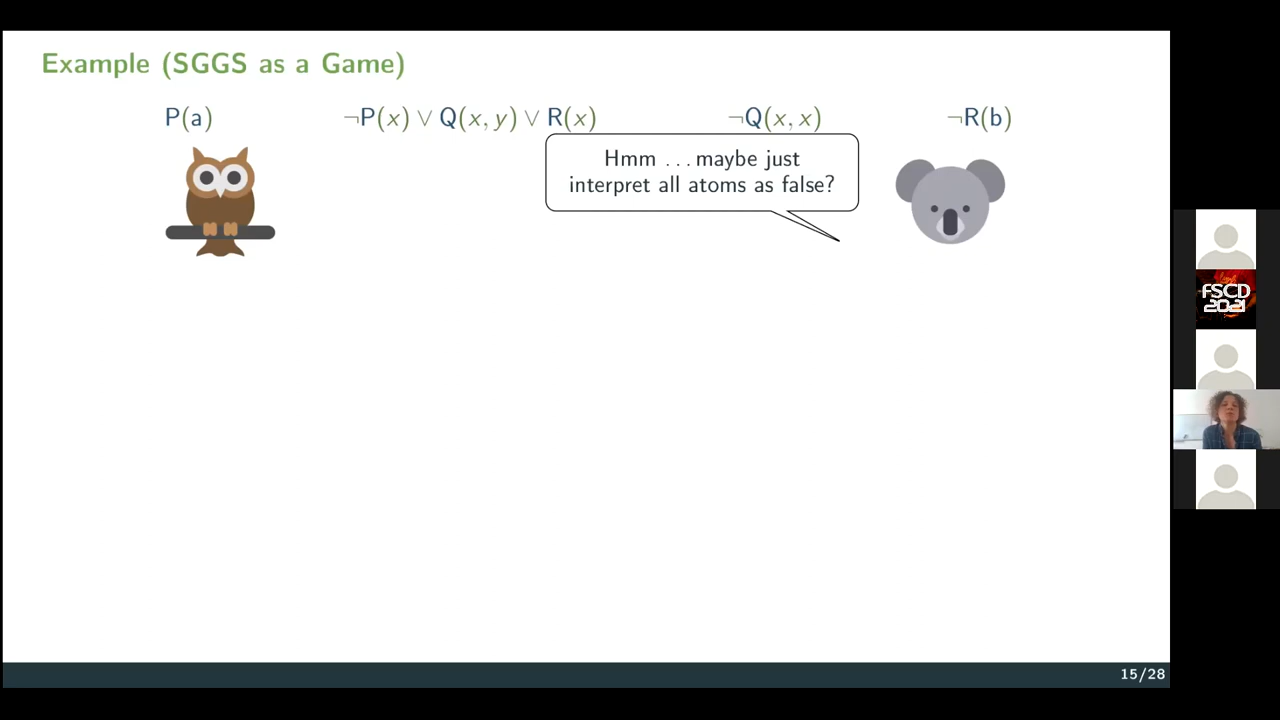 Example (SGGS as a Game)
P(a) ¬P(x) ∨ Q(x, y) ∨ R(x) ¬Q(x, x) ¬R(b)
Hmm ... maybe just
interpret all atoms as false?
FSCD
2021
15/28